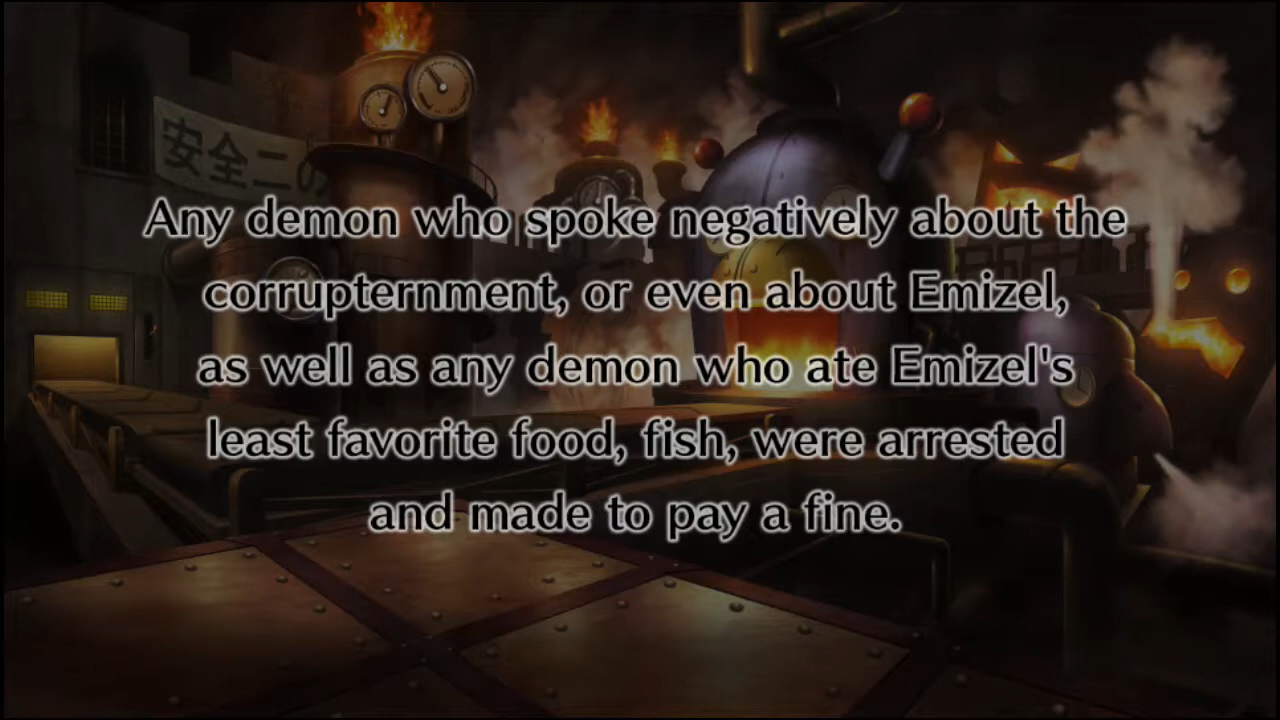 安全二の
Any demon who spoke negatively about the
corrupternment, or even about Emizel,
as well as any demon who ate Emizel's
least favorite food, fish, were arrested
and made to pay a fine.